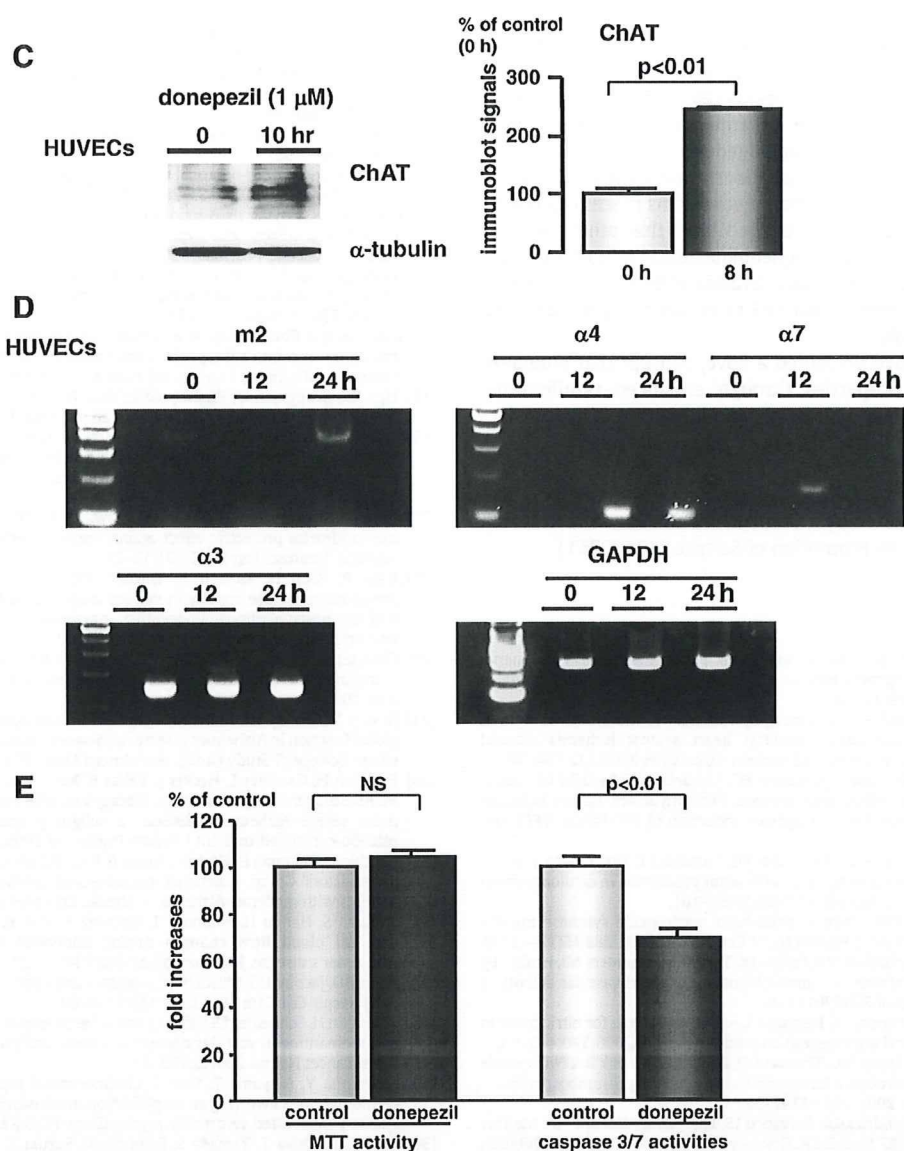 C
donepezil (1 μM)
0 10 hr
HUVECs
ChAT
α-tubulin
% of control
(0 h)
ChAT
p<0.01
immunoblot signals
300
200
100
0
0 h 8 h
D
HUVECs
m2
0 12 24 h
α4 α7
0 12 24 h 0 12 24 h
α3
0 12 24 h
GAPDH
0 12 24 h
E
% of control
NS
p<0.01
fold increases
120
100
80
60
40
20
0
control donepezil control donepezil
MTT activity caspase 3/7 activities